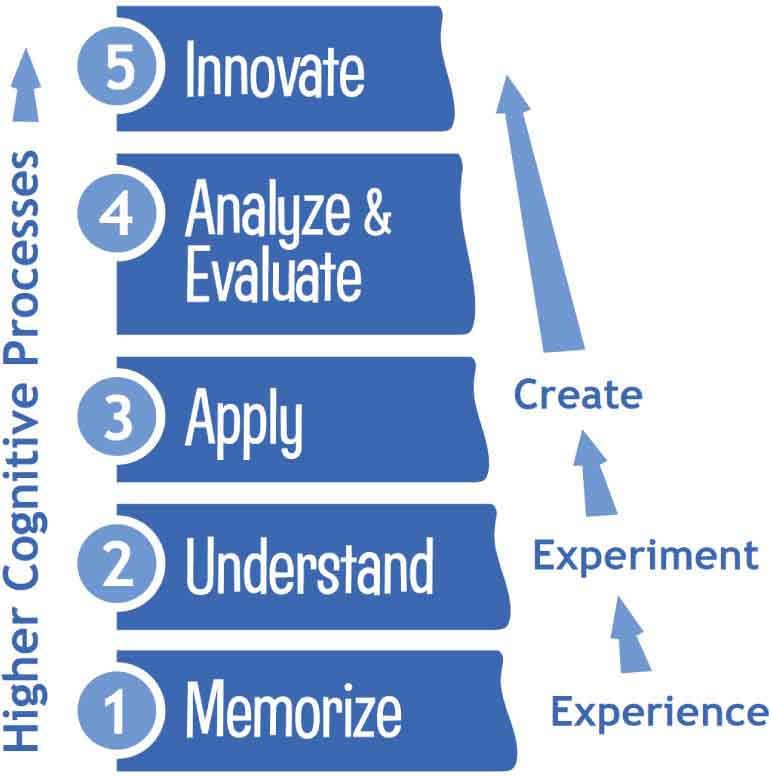 Higher Cognitive Processes
5 Innovate
4 Analyze &
Evaluate
3 Apply
2 Understand
1 Memorize
Create
Experiment
Experience